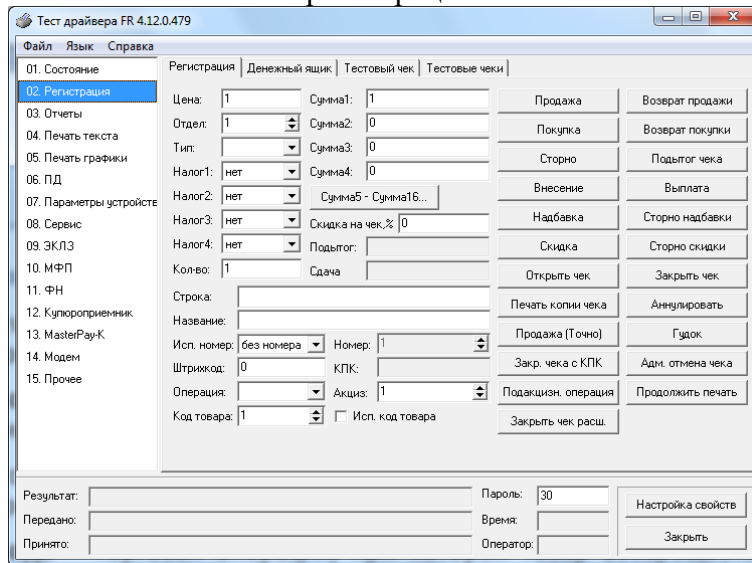 Тест драйвера FR 4.12.0.479
Файл Язык Справка
01. Состояние
02. Регистрация
03. Отчеты
04. Печать текста
05. Печать графики
06. ПД
07. Параметры устройств
08. Сервис
09. ЭКЛЗ
10. МФП
11. ФН
12. Купюроприемник
13. MasterPay-K
14. Модем
15. Прочее
Регистрация Денежный ящик Тестовый чек Тестовые чеки
Цена: 1 Сумма1: 1 Продажа Возврат продажи
Отдел: 1 Сумма2: 0 Покупка Возврат покупки
Тип: Сумма3: 0 Сторно Подытог чека
Налог1: нет Сумма4: 0
Налог2: нет Сумма5 - Сумма16... Внесение Выплата
Налог3: нет Скидка на чек,% 0 Надбавка Сторно надбавки
Налог4: нет Подытог: Скидка Сторно скидки
Кол-во: 1 Сдача Открыть чек Закрыть чек
Строка: Печать копии чека Аннулировать
Название:
Исп. номер: без номера Номер: 1 Продажа (Точно) Гудок
Штрихкод: 0 КПК: Закр. чека с КПК Адм. отмена чека
Операция: Акциз: 1 Подакцизн. операция Продолжить печать
Код товара: 1 Исп. код товара Закрыть чек расш.
Результат: Пароль: 30 Настройка свойств
Передано: Время:
Принято: Оператор: Закрыть